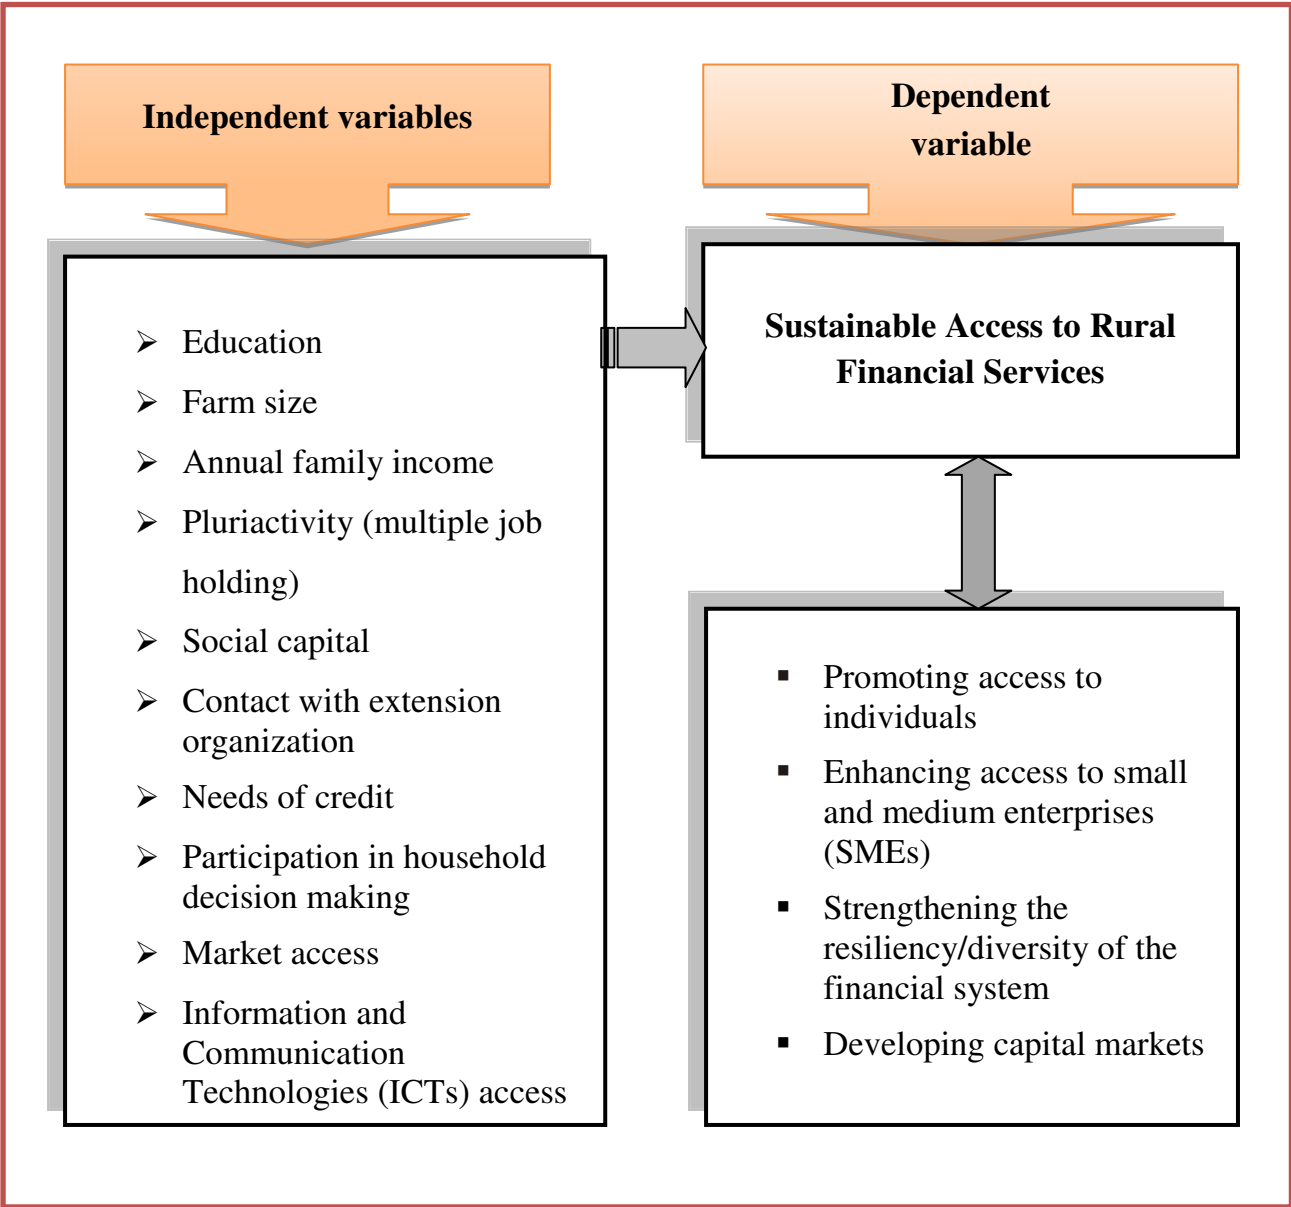 Independent variables
➢ Education
➢ Farm size
➢ Annual family income
➢ Pluriactivity (multiple job
holding)
➢ Social capital
➢ Contact with extension
organization
➢ Needs of credit
➢ Participation in household
decision making
➢ Market access
➢ Information and
Communication
Technologies (ICTs) access
Dependent
variable
Sustainable Access to Rural
Financial Services
▪ Promoting access to
individuals
▪ Enhancing access to small
and medium enterprises
(SMEs)
▪ Strengthening the
resiliency/diversity of the
financial system
▪ Developing capital markets